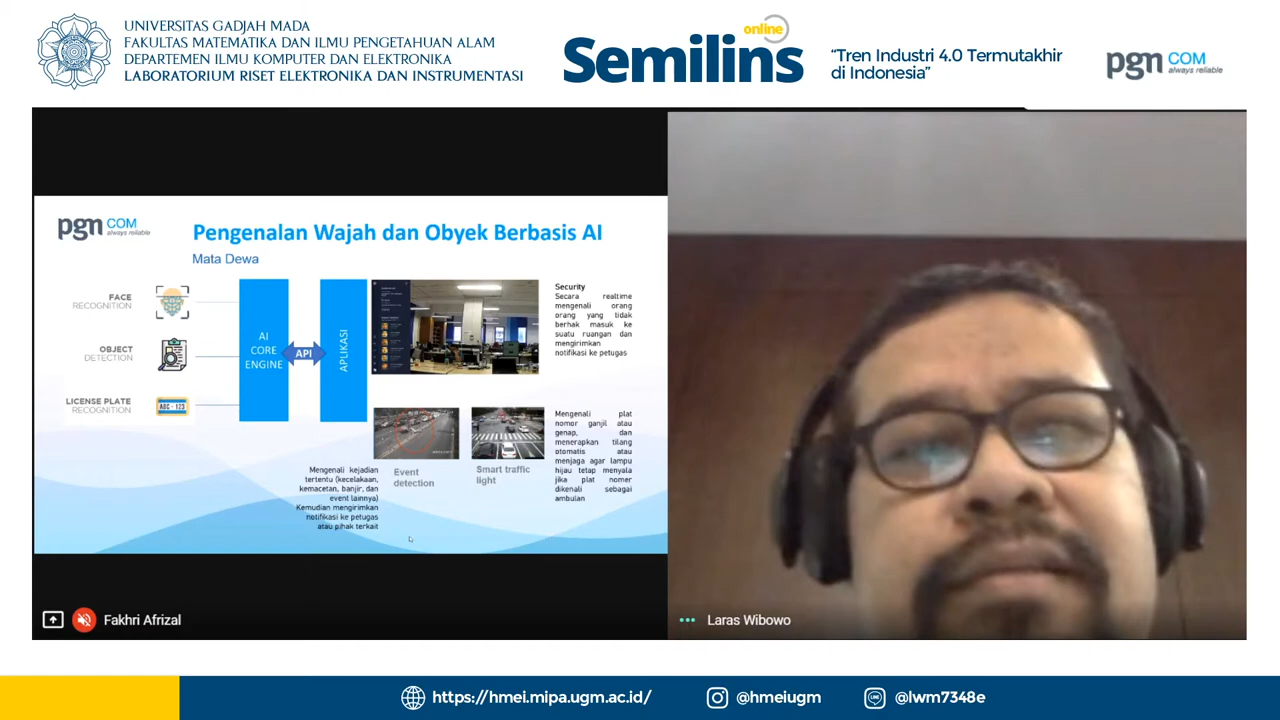 UNIVERSITAS GADJAH MADA
FAKULTAS MATEMATIKA DAN ILMU PENGETAHUAN ALAM
DEPARTEMEN ILMU KOMPUTER DAN ELEKTRONIKA
LABORATORIUM RISET ELEKTRONIKA DAN INSTRUMENTASI
online
Semilins
“Tren Industri 4.0 Termutakhir
di Indonesia”
pgn COM
always reliable
pgn COM
always reliable
Pengenalan Wajah dan Obyek Berbasis AI
Mata Dewa
FACE
RECOGNITION
OBJECT
DETECTION
LICENSE PLATE
RECOGNITION
ABC - 123
AI
CORE
ENGINE
API
APLIKASI
Security
Secara realtime
mengenali orang
orang yang tidak
berhak masuk ke
suatu ruangan dan
mengirimkan
notifikasi ke petugas
Mengenali kejadian
tertentu (kecelakaan,
kemacetan, banjir, dan
event lainnya)
Kemudian mengirimkan
notifikasi ke petugas
atau pihak terkait
Event
detection
Smart traffic
light
Mengenali plat
nomor ganjil atau
genap, dan
menerapkan tilang
otomatis atau
menjaga agar lampu
hijau tetap menyala
jika plat nomer
dikenali sebagai
ambulan
Fakhri Afrizal
Laras Wibowo
https://hmei.mipa.ugm.ac.id/
@hmeiugm
@lwm7348e